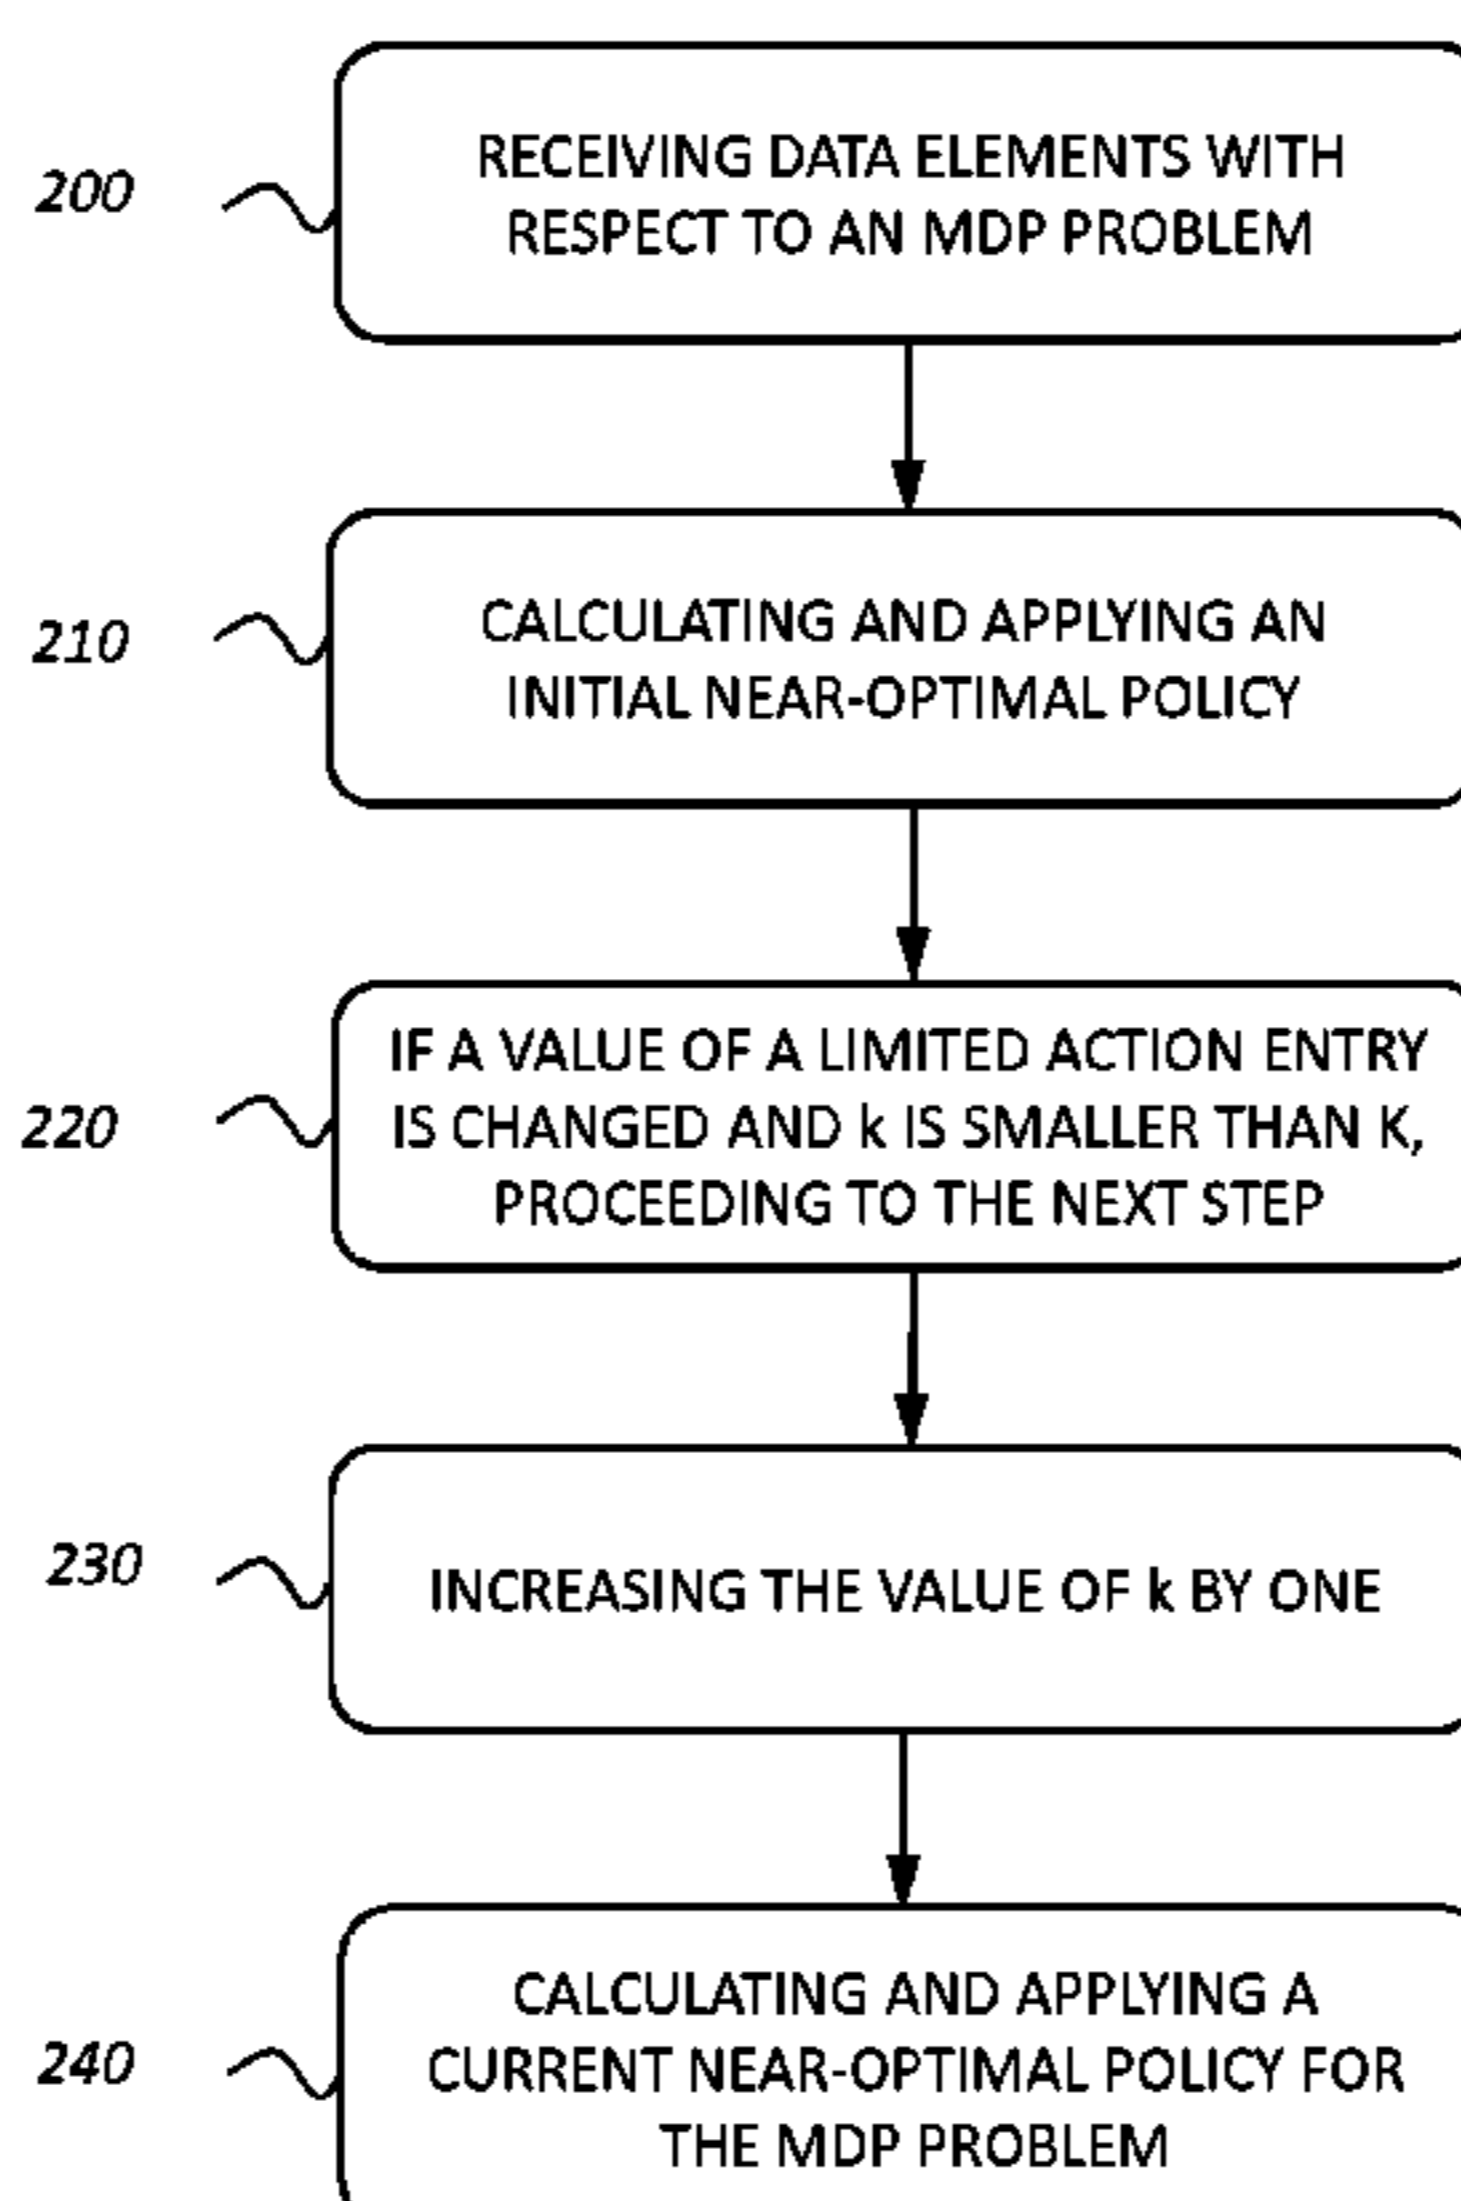 200
RECEIVING DATA ELEMENTS WITH
RESPECT TO AN MDP PROBLEM
210
CALCULATING AND APPLYING AN
INITIAL NEAR-OPTIMAL POLICY
220
IF A VALUE OF A LIMITED ACTION ENTRY
IS CHANGED AND k IS SMALLER THAN K,
PROCEEDING TO THE NEXT STEP
230
INCREASING THE VALUE OF k BY ONE
240
CALCULATING AND APPLYING A
CURRENT NEAR-OPTIMAL POLICY FOR
THE MDP PROBLEM